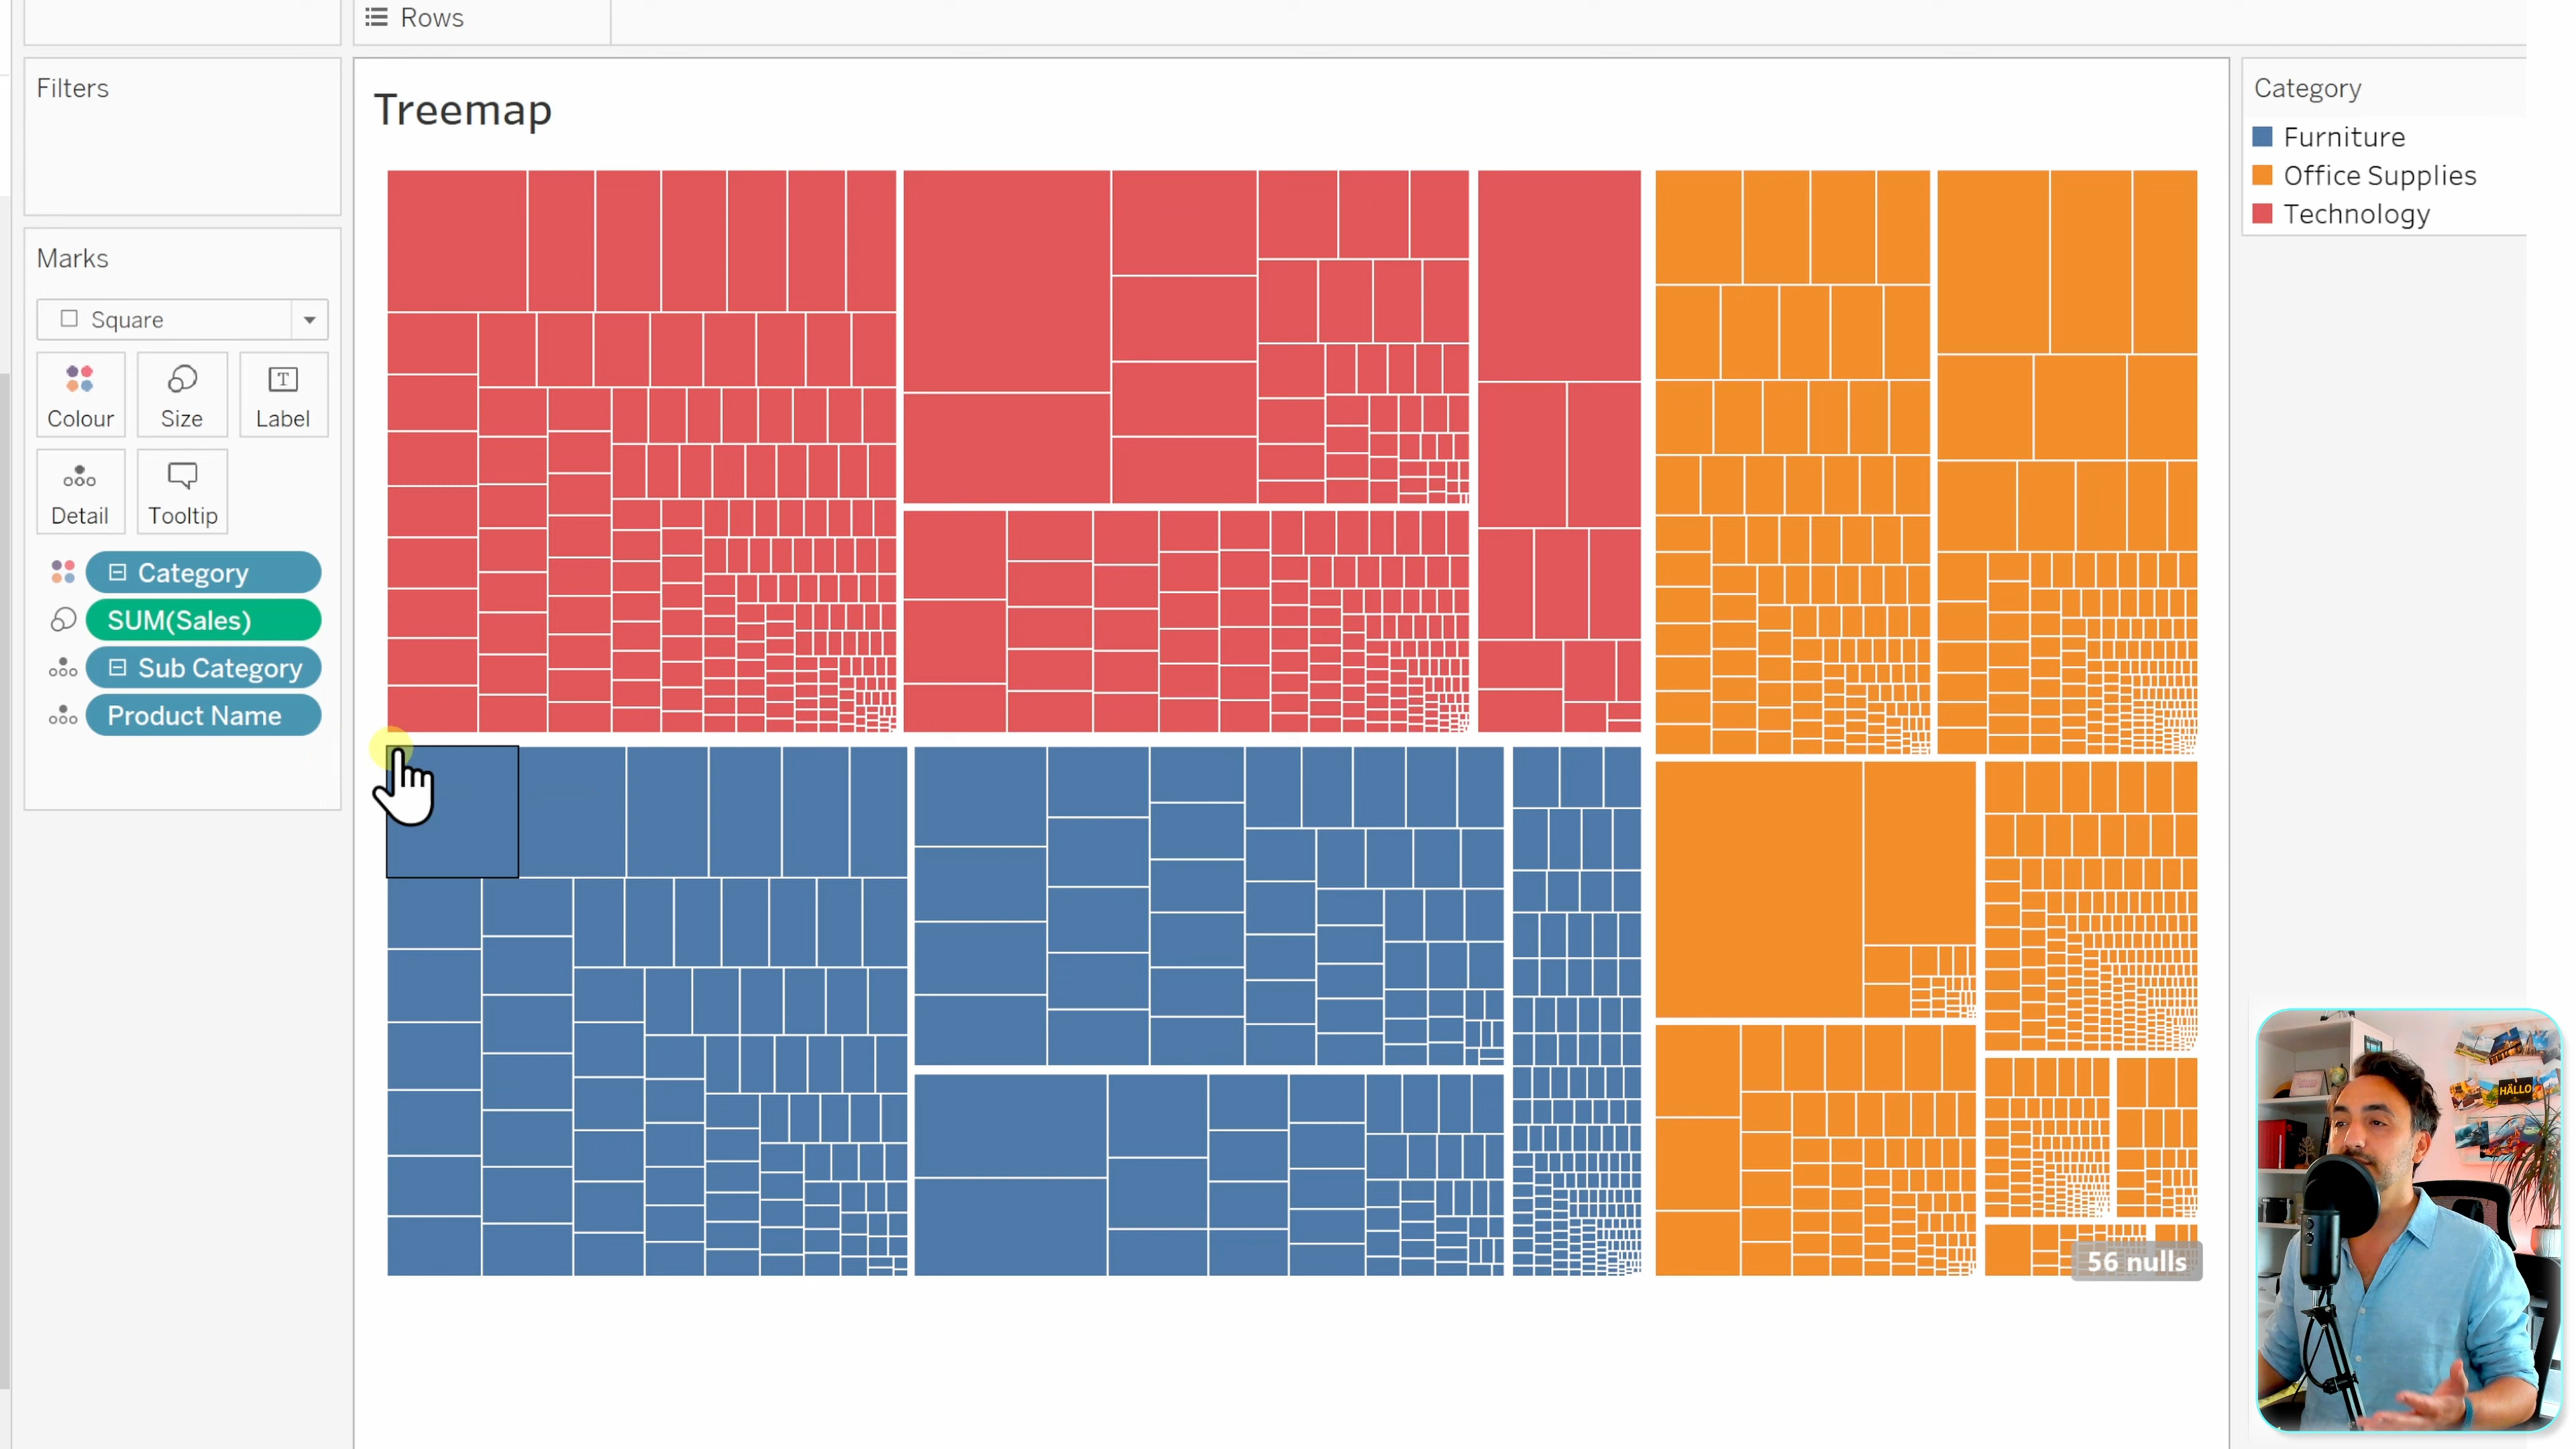 Rows
Filters
Treemap
Category
Furniture
Office Supplies
Technology
Marks
Square
Colour
Size
Label
Detail
Tooltip
Category
SUM(Sales)
Sub Category
Product Name
56 nulls
HÄLLO